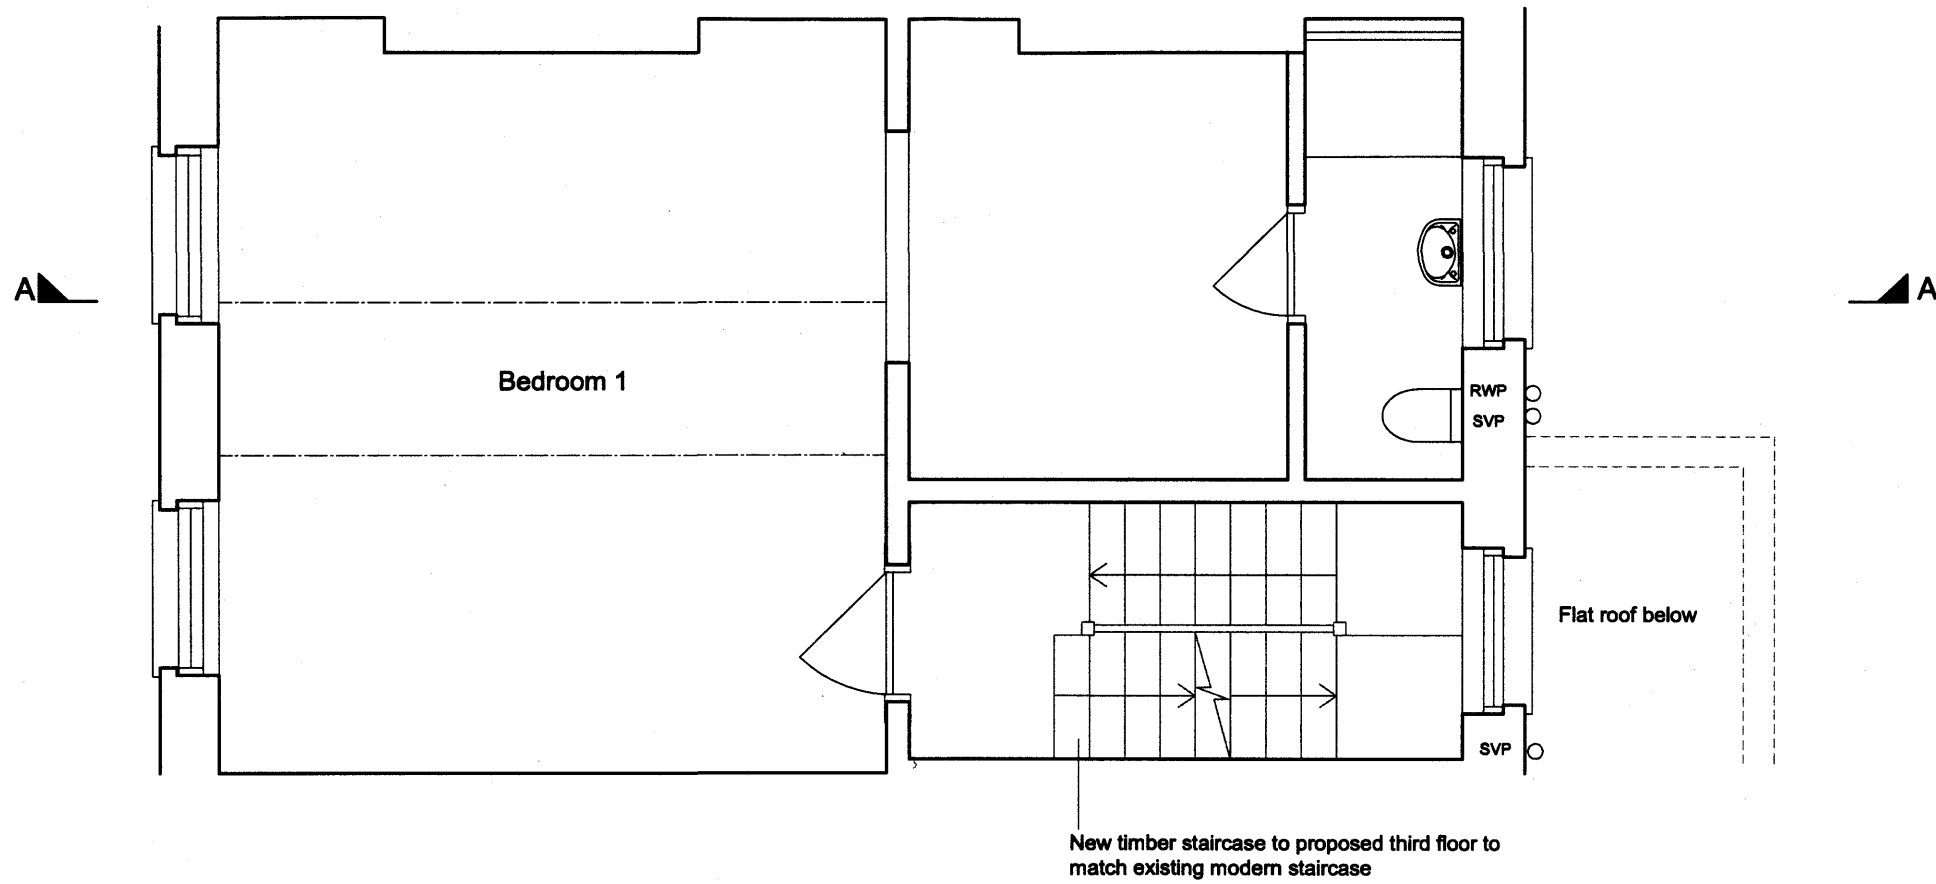 A
A
Bedroom 1
RWP
SVP
Flat roof below
SVP
New timber staircase to proposed third floor to
match existing modern staircase